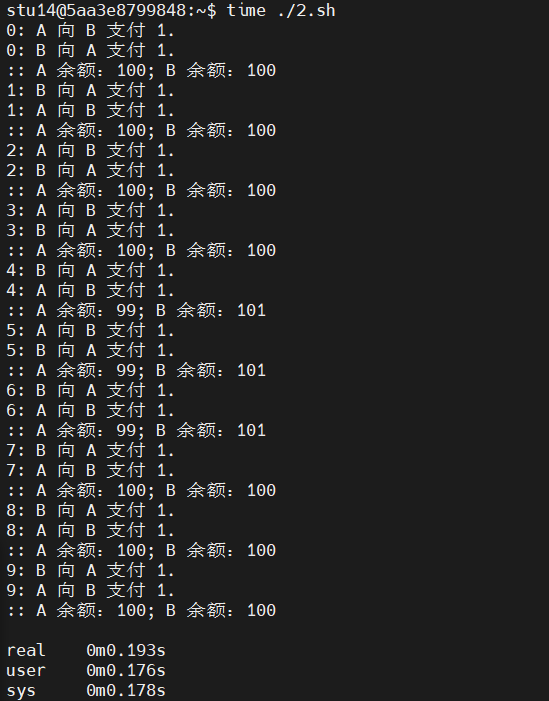 stu14@5aa3e8799848:~$ time ./2.sh
0: A 向 B 支付 1.
0: B 向 A 支付 1.
:: A 余额：100; B 余额：100
1: B 向 A 支付 1.
1: A 向 B 支付 1.
:: A 余额：100; B 余额：100
2: A 向 B 支付 1.
2: B 向 A 支付 1.
:: A 余额：100; B 余额：100
3: A 向 B 支付 1.
3: B 向 A 支付 1.
:: A 余额：100; B 余额：100
4: B 向 A 支付 1.
4: A 向 B 支付 1.
:: A 余额：99; B 余额：101
5: A 向 B 支付 1.
5: B 向 A 支付 1.
:: A 余额：99; B 余额：101
6: B 向 A 支付 1.
6: A 向 B 支付 1.
:: A 余额：99; B 余额：101
7: B 向 A 支付 1.
7: A 向 B 支付 1.
:: A 余额：100; B 余额：100
8: B 向 A 支付 1.
8: A 向 B 支付 1.
:: A 余额：100; B 余额：100
9: B 向 A 支付 1.
9: A 向 B 支付 1.
:: A 余额：100; B 余额：100
real 0m0.193s
user 0m0.176s
sys 0m0.178s